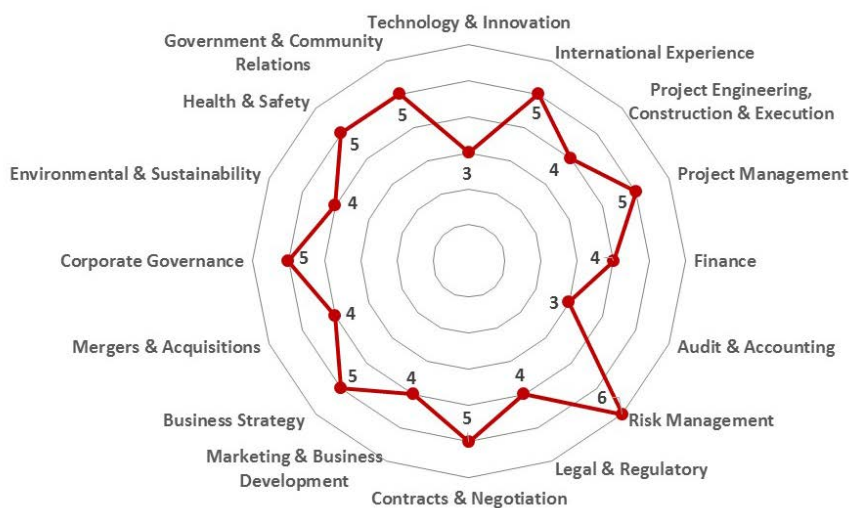 Technology & Innovation
International Experience
Project Engineering,
Construction & Execution
Project Management
Finance
Audit & Accounting
Risk Management
Legal & Regulatory
Contracts & Negotiation
Marketing & Business
Development
Business Strategy
Mergers & Acquisitions
Corporate Governance
Environmental & Sustainability
Health & Safety
Government & Community
Relations
3
5
4
5
4
3
6
4
5
4
5
4
5
4
5
5